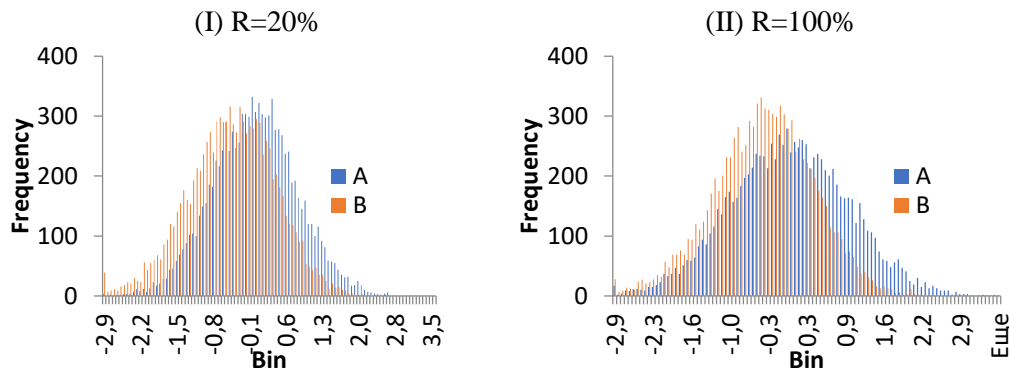 (I) R=20%
400
300
200
100
0
Frequency
A
B
-2,9
-2,2
-1,5
-0,8
-0,1
0,6
1,3
2,0
2,8
3,5
Bin
(II) R=100%
400
300
200
100
0
Frequency
A
B
-2,9
-2,3
-1,6
-1,0
-0,3
0,3
0,9
1,6
2,2
2,9
Еще
Bin